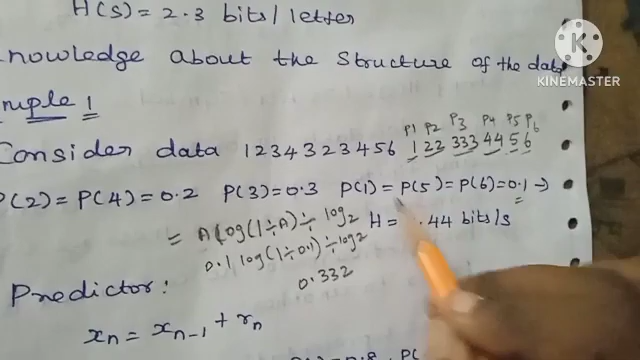 H(S) = 2.3 bits/letter
nowledge about the structure of the data
mple 1
Consider data 12343234 56 1 22 333 44 5 6
P1 P2 P3 P4 P5 P6
P(2) = P(4) = 0.2 P(3) = 0.3 P(1) = P(5) = P(6) = 0.1 →
= A log(1÷A) ÷ log2 H = .44 bits/s
0.1 log(1÷0.1) ÷ log2
0.332
Predictor:
xn = xn-1 + rn
KINEMASTER